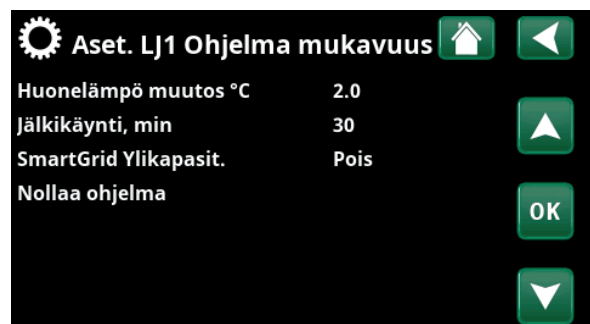 Aset. LJ1 Ohjelma mukavuus
Huonelämpö muutos °C 2.0
Jälkikäynti, min 30
SmartGrid Ylikapasit. Pois
Nollaa ohjelma
OK